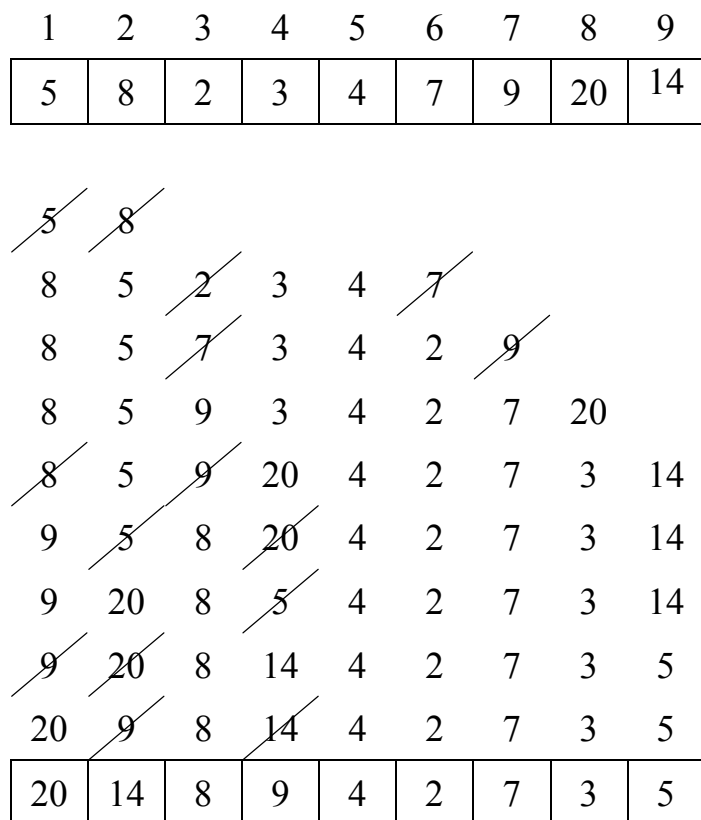 1 2 3 4 5 6 7 8 9
5 8 2 3 4 7 9 20 14
5 8
8 5 2 3 4 7
8 5 7 3 4 2 9
8 5 9 3 4 2 7 20
8 5 9 20 4 2 7 3 14
9 5 8 20 4 2 7 3 14
9 20 8 5 4 2 7 3 14
9 20 8 14 4 2 7 3 5
20 9 8 14 4 2 7 3 5
20 14 8 9 4 2 7 3 5